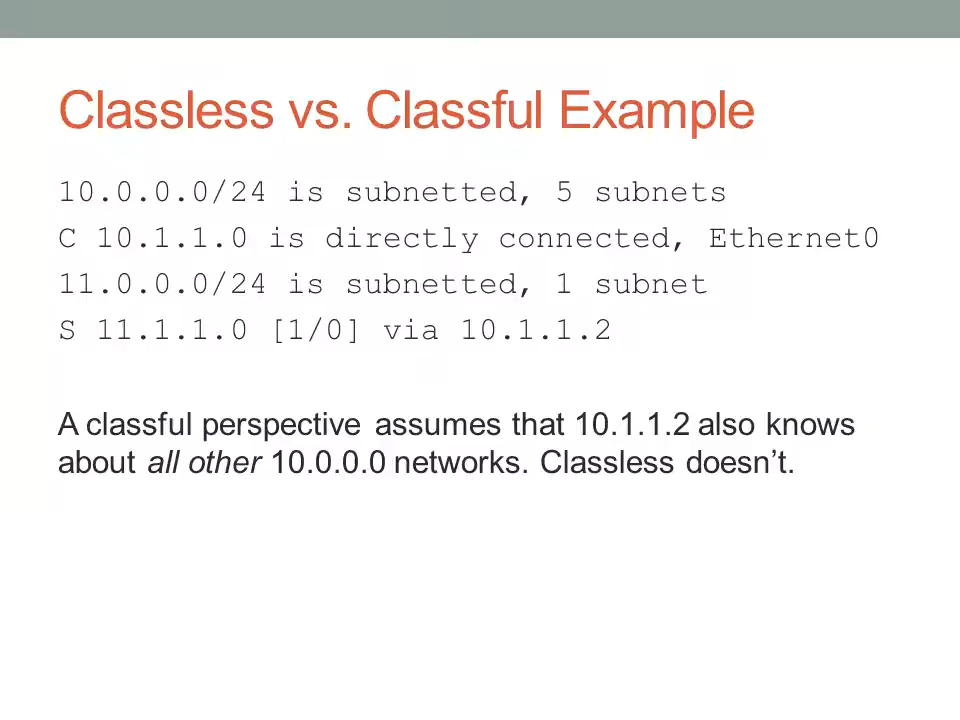 Classless vs. Classful Example
10.0.0.0/24 is subnetted, 5 subnets
C 10.1.1.0 is directly connected, Ethernet0
11.0.0.0/24 is subnetted, 1 subnet
S 11.1.1.0 [1/0] via 10.1.1.2
A classful perspective assumes that 10.1.1.2 also knows
about all other 10.0.0.0 networks. Classless doesn’t.